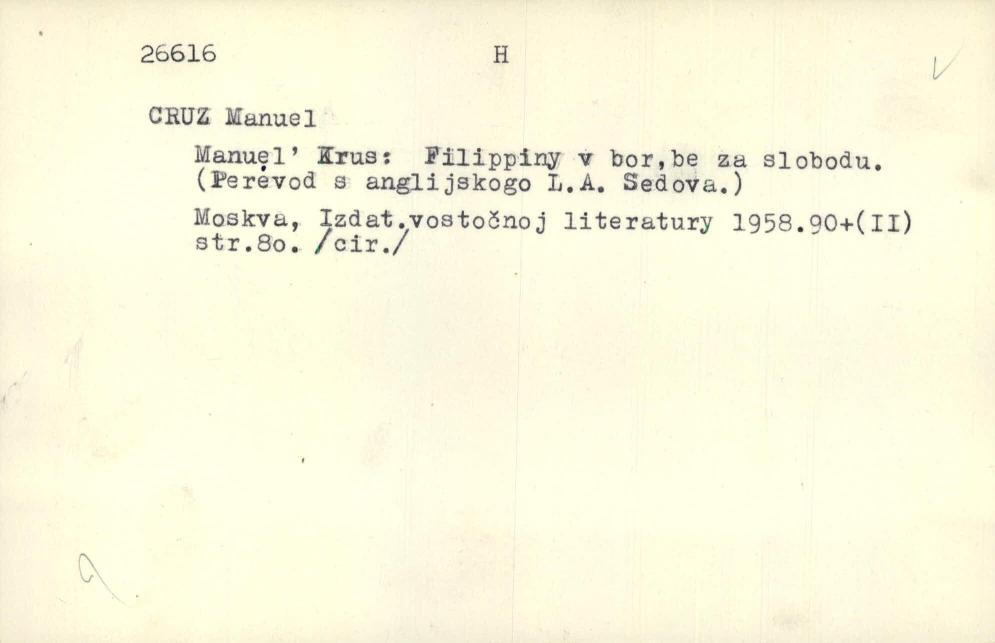 26616 H
CRUZ Manuel
Manuel' Krus: Filippiny v bor,be za slobodu.
(Perevod s anglijskogo L.A. Sedova.)
Moskva, Izdat.vostočnoj literatury 1958.90+(II)
str.8o. /cir./